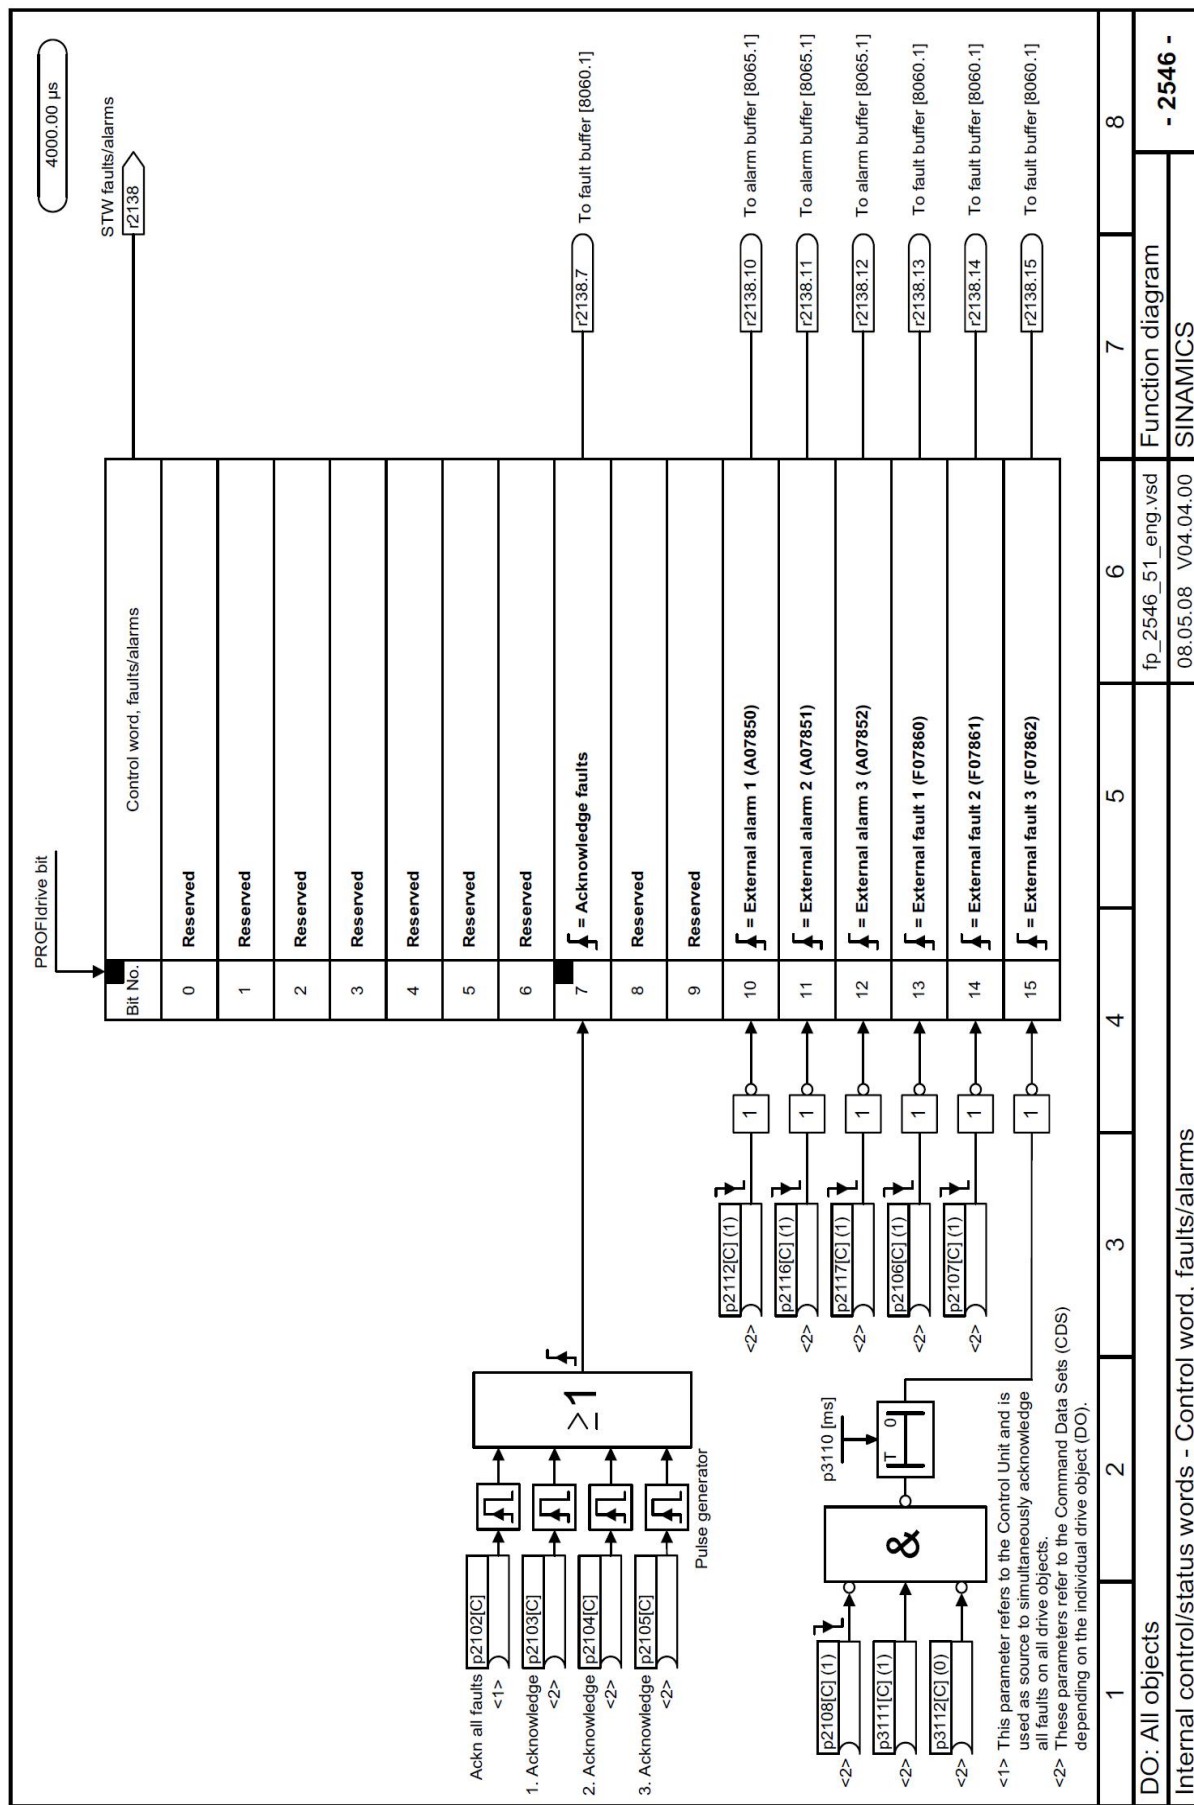 4000.00 µs
PROFIdrive bit
STW faults/alarms
r2138
Bit No.
Control word, faults/alarms
0
Reserved
1
Reserved
2
Reserved
3
Reserved
4
Reserved
5
Reserved
6
Reserved
Ackn all faults
p2102[C]
<1>
1. Acknowledge
p2103[C]
<2>
2. Acknowledge
p2104[C]
<2>
3. Acknowledge
p2105[C]
<2>
≥1
Pulse generator
7
= Acknowledge faults
r2138.7
To fault buffer [8060.1]
8
Reserved
9
Reserved
<2>
p2112[C] (1)
1
10
= External alarm 1 (A07850)
r2138.10
To alarm buffer [8065.1]
<2>
p2116[C] (1)
1
11
= External alarm 2 (A07851)
r2138.11
To alarm buffer [8065.1]
<2>
p2117[C] (1)
1
12
= External alarm 3 (A07852)
r2138.12
To alarm buffer [8065.1]
<2>
p2106[C] (1)
1
13
= External fault 1 (F07860)
r2138.13
To fault buffer [8060.1]
<2>
p2107[C] (1)
1
14
= External fault 2 (F07861)
r2138.14
To fault buffer [8060.1]
p3110 [ms]
T 0
1
15
= External fault 3 (F07862)
r2138.15
To fault buffer [8060.1]
<2>
p2108[C] (1)
<2>
p3111[C] (1)
<2>
p3112[C] (0)
&
<1> This parameter refers to the Control Unit and is
used as source to simultaneously acknowledge
all faults on all drive objects.
<2> These parameters refer to the Command Data Sets (CDS)
depending on the individual drive object (DO).
1 2 3 4 5 6 7 8
DO: All objects
fp_2546_51_eng.vsd
Function diagram
- 2546 -
Internal control/status words - Control word, faults/alarms
08.05.08 V04.04.00
SINAMICS